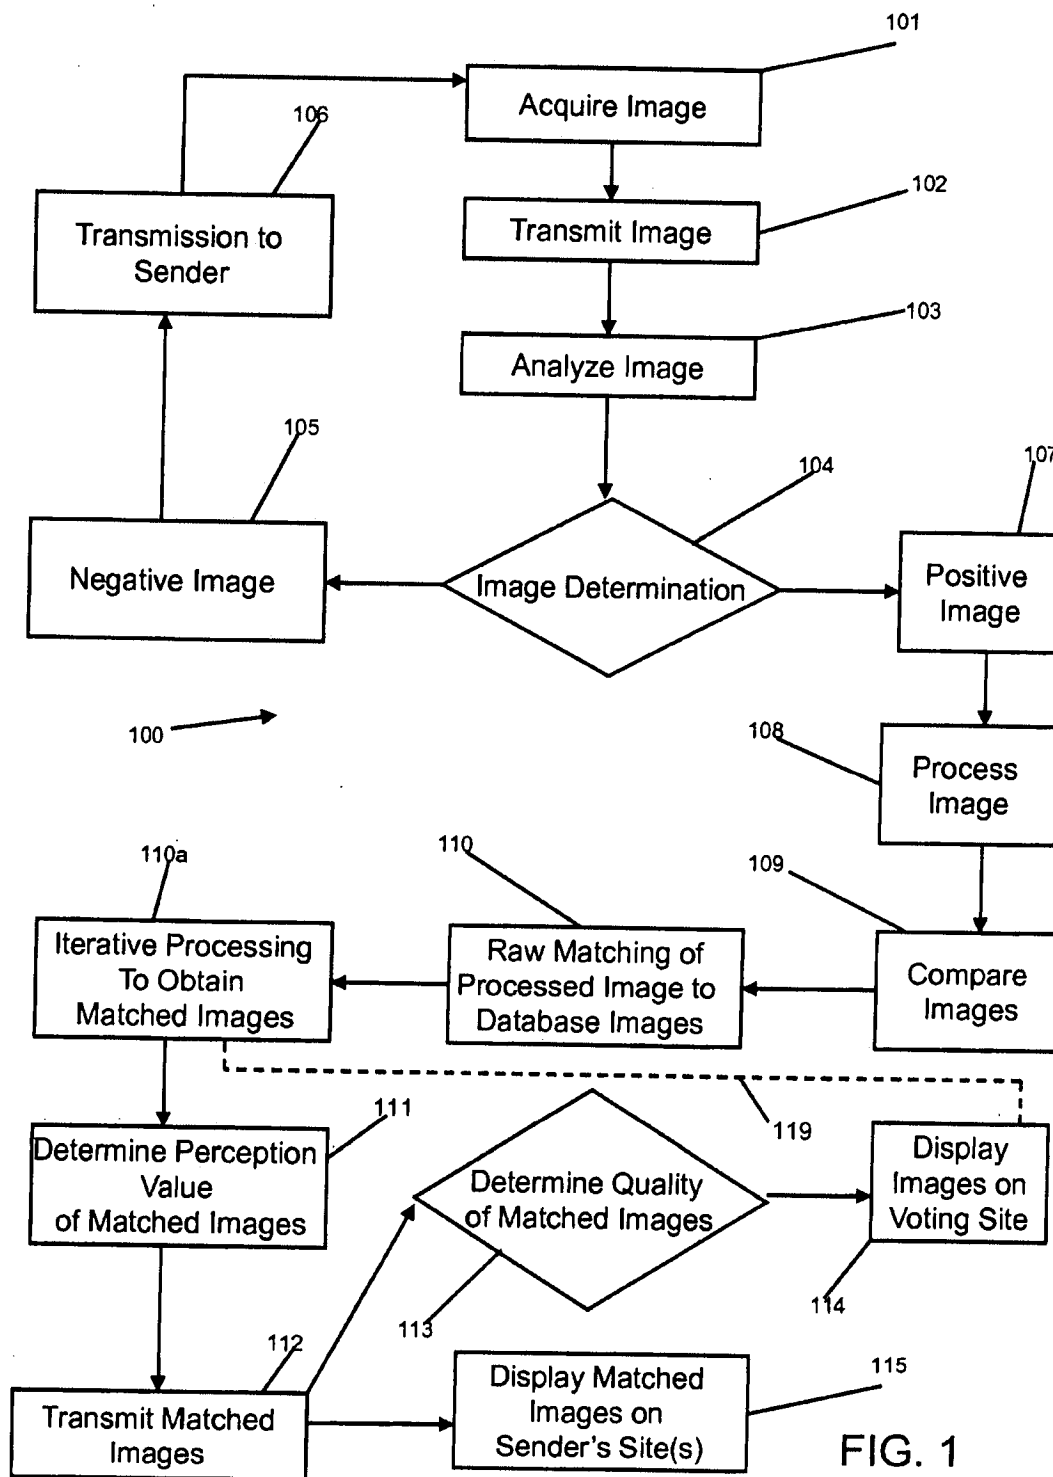 101
Acquire Image
106
102
Transmission to
Sender
Transmit Image
103
Analyze Image
105
104
107
Negative Image
Image Determination
Positive
Image
100
108
Process
Image
110a
110
109
Iterative Processing
To Obtain
Matched Images
Raw Matching of
Processed Image to
Database Images
Compare
Images
111
119
Determine Perception
Value
of Matched Images
Determine Quality
of Matched Images
Display
Images on
Voting Site
113
114
112
115
Transmit Matched
Images
Display Matched
Images on
Sender's Site(s)
FIG. 1